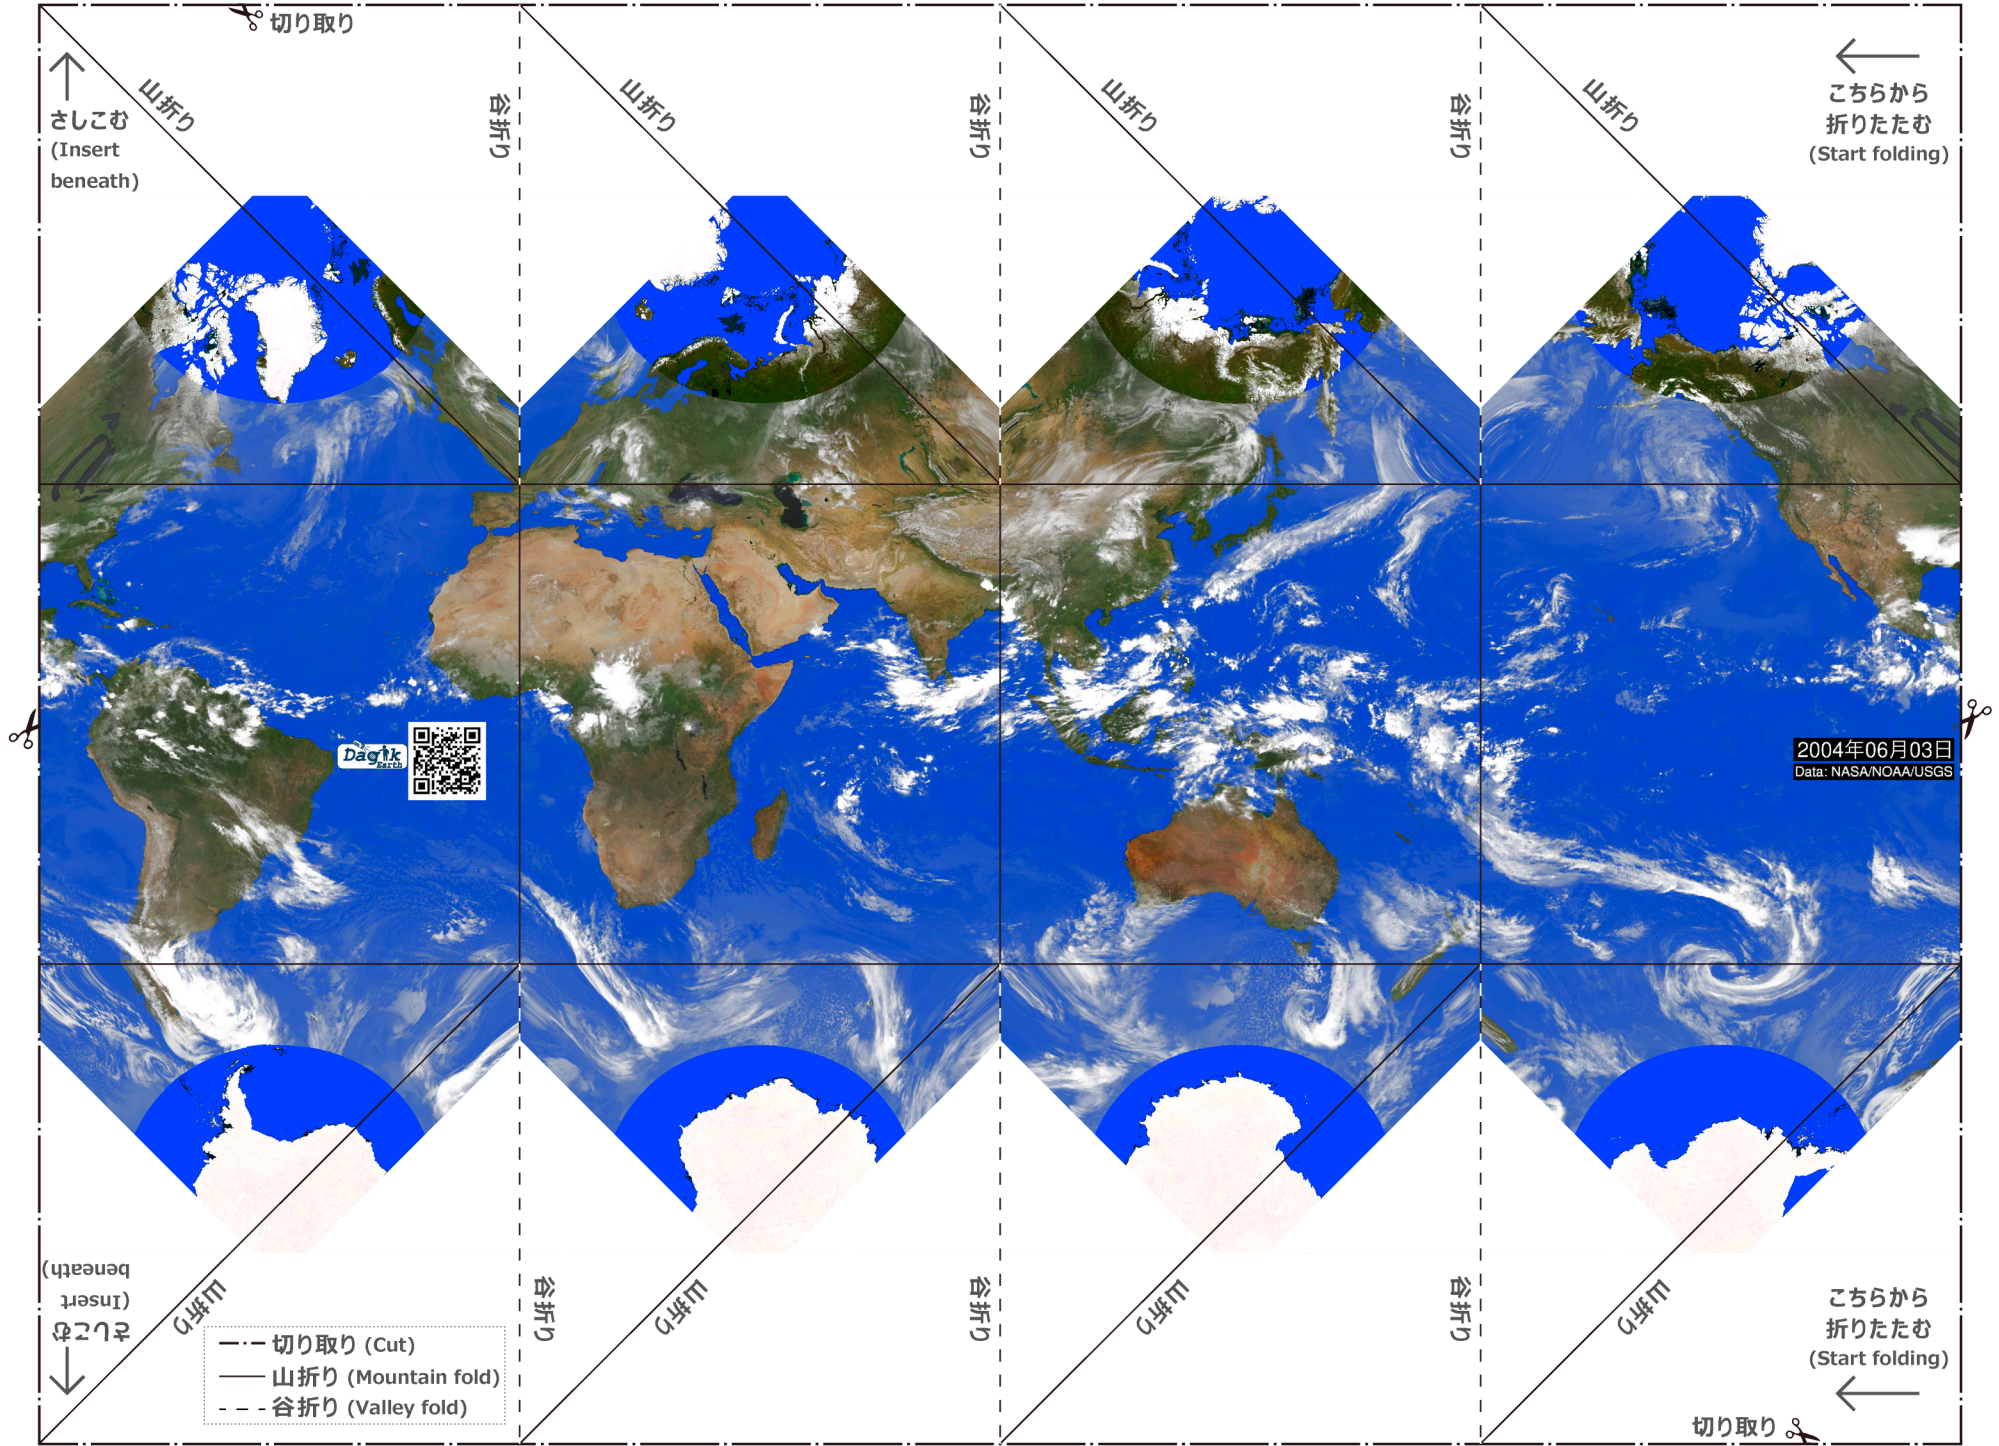 切り取り
山折り
山折り
山折り
山折り
谷折り
谷折り
谷折り
さしこむ
(Insert
beneath)
こちらから
折りたたむ
(Start folding)
Dagik
Earth
2004年06月03日
Data: NASA/NOAA/USGS
さしこむ
(Insert
beneath)
山折り
山折り
山折り
山折り
谷折り
谷折り
谷折り
こちらから
折りたたむ
(Start folding)
切り取り (Cut)
山折り (Mountain fold)
谷折り (Valley fold)
切り取り